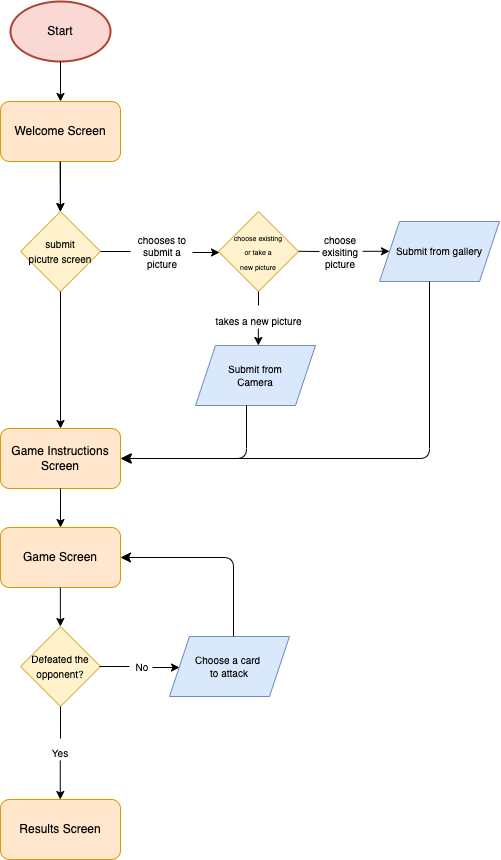 Start
Welcome Screen
submit
picutre screen
chooses to
submit a
picture
choose existing
or take a
new picture
choose
exisiting
picture
Submit from gallery
takes a new picture
Submit from
Camera
Game Instructions
Screen
Game Screen
Defeated the
opponent?
No
Choose a card
to attack
Yes
Results Screen